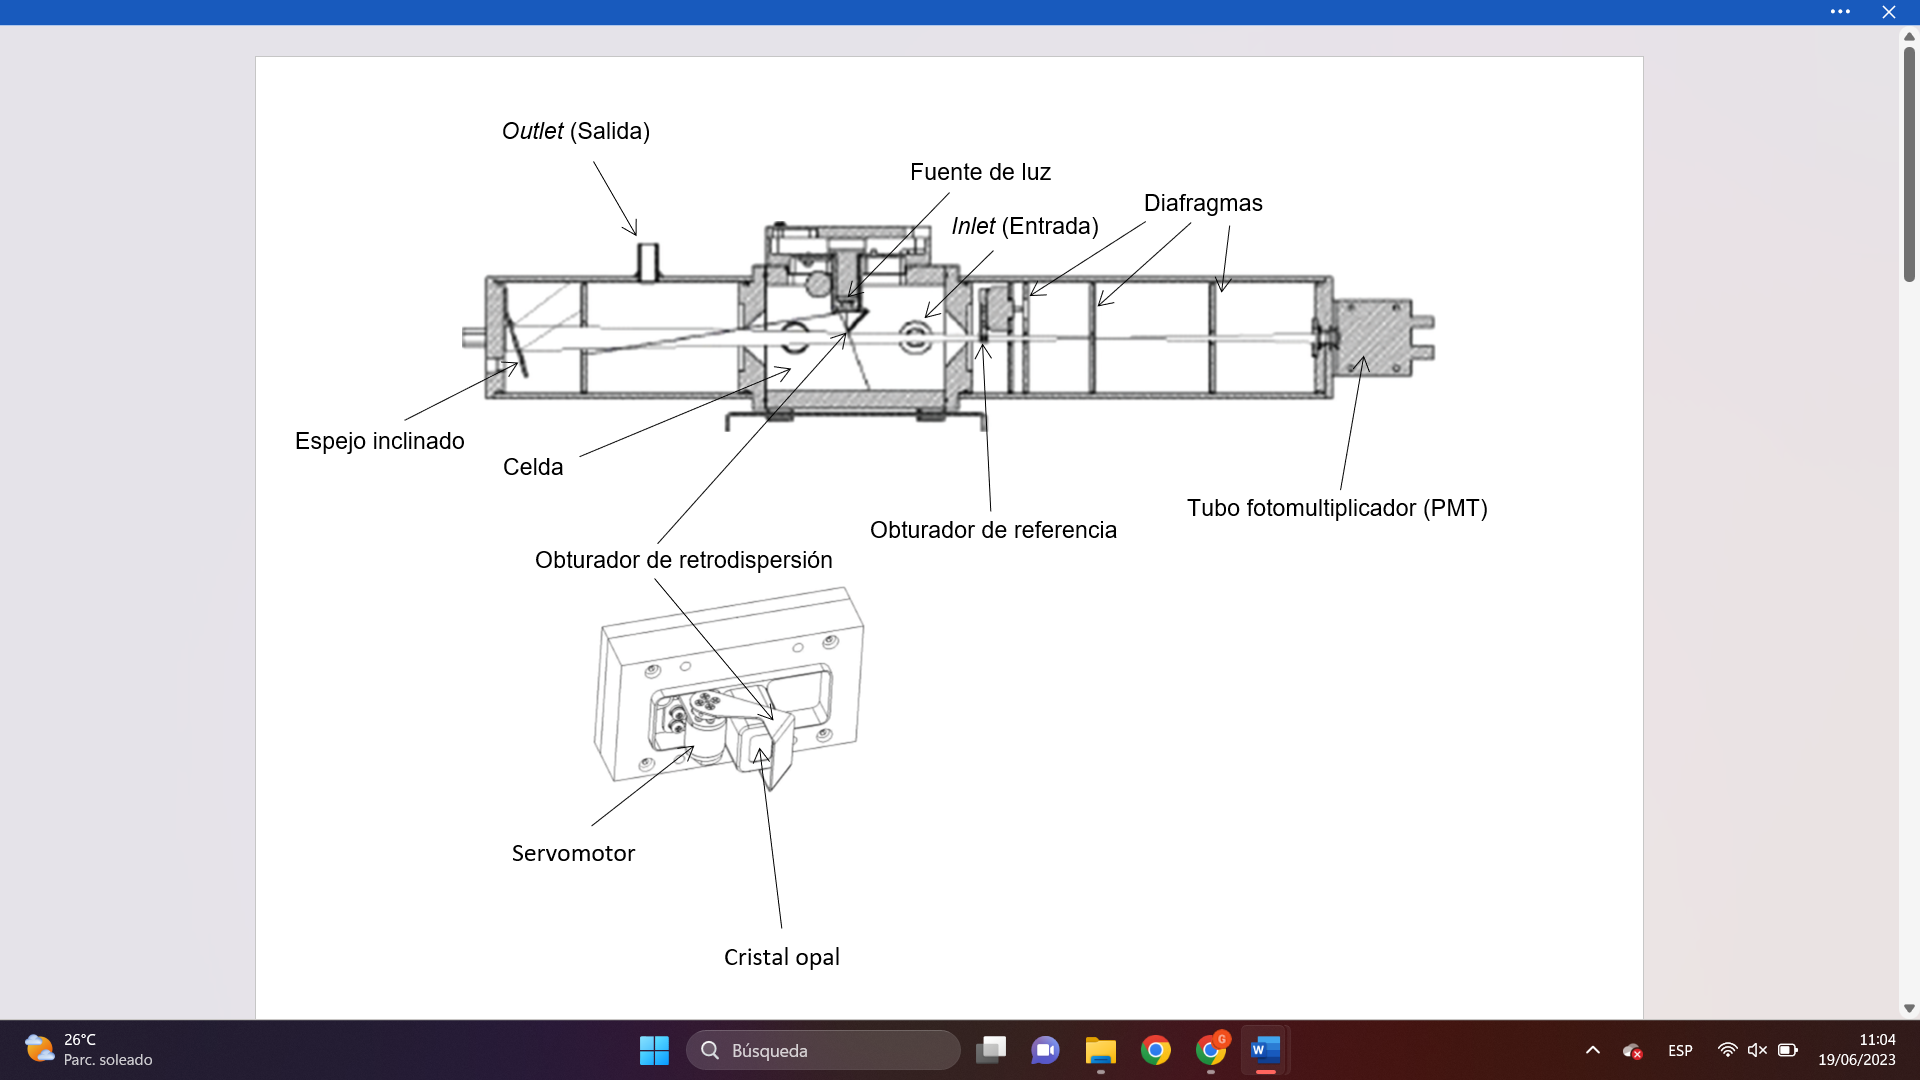 Outlet (Salida)
Fuente de luz
Diafragmas
Inlet (Entrada)
Espejo inclinado
Celda
Tubo fotomultiplicador (PMT)
Obturador de referencia
Obturador de retrodispersión
Servomotor
Cristal opal
26°C
Parc. soleado
Búsqueda
G
W
ESP
11:04
19/06/2023